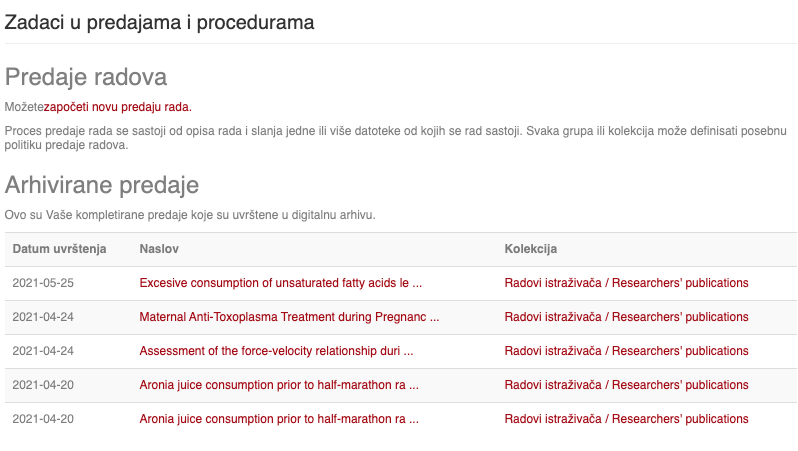 Zadaci u predajama i procedurama
Predaje radova
Možetezapočeti novu predaju rada.
Proces predaje rada se sastoji od opisa rada i slanja jedne ili više datoteke od kojih se rad sastoji. Svaka grupa ili kolekcija može definisati posebnu
politiku predaje radova.
Arhivirane predaje
Ovo su Vaše kompletirane predaje koje su uvrštene u digitalnu arhivu.
Datum uvrštenja Naslov Kolekcija
2021-05-25 Excesive consumption of unsaturated fatty acids le ... Radovi istraživača / Researchers' publications
2021-04-24 Maternal Anti-Toxoplasma Treatment during Pregnanc ... Radovi istraživača / Researchers' publications
2021-04-24 Assessment of the force-velocity relationship duri ... Radovi istraživača / Researchers' publications
2021-04-20 Aronia juice consumption prior to half-marathon ra ... Radovi istraživača / Researchers' publications
2021-04-20 Aronia juice consumption prior to half-marathon ra ... Radovi istraživača / Researchers' publications